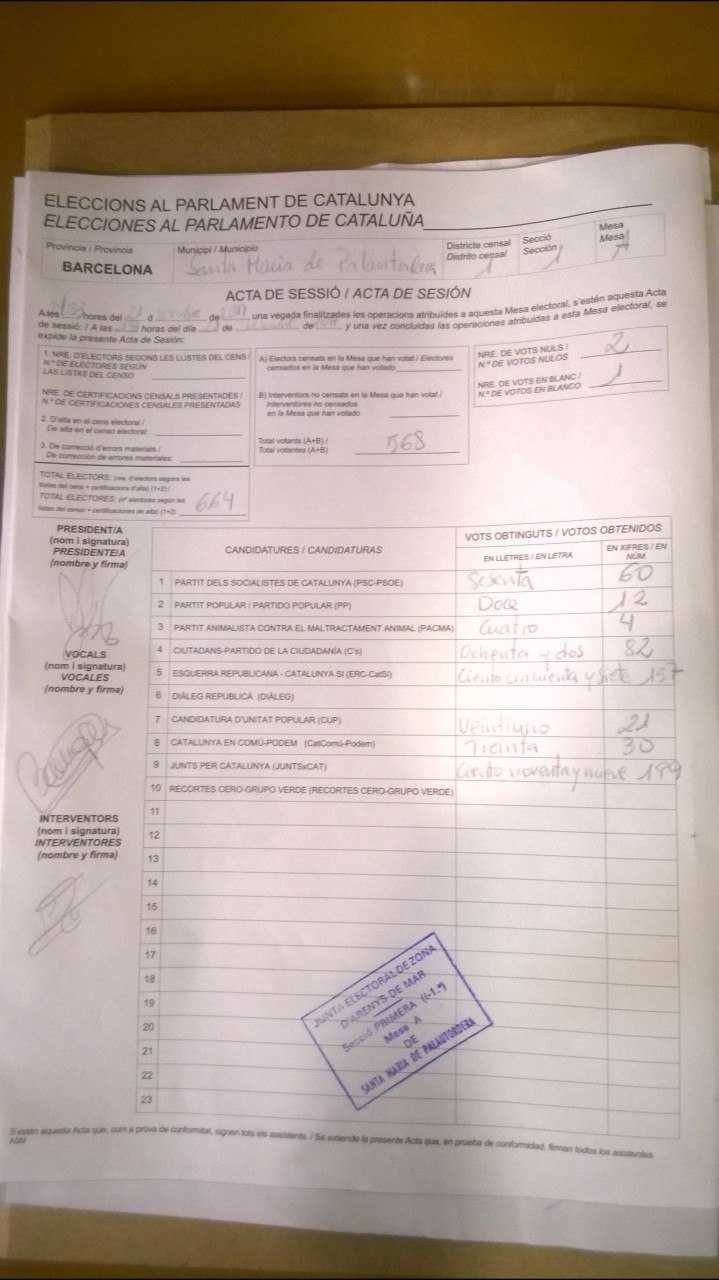 ELECCIONS AL PARLAMENT DE CATALUNYA
ELECCIONES AL PARLAMENTO DE CATALUÑA
Provincia / Provincia
BARCELONA
Municipi / Municipio
Santa Maria de Palautordera
Districte censal
Distrito censal
1
Secció
Sección
1
Mesa
Mesa
A
ACTA DE SESSIÓ / ACTA DE SESIÓN
A les hores del 21 d de una vegada finalitzades les operacions atribuïdes a aquesta Mesa electoral, s'estén aquesta Acta
de sessió: / A las horas del día de de y una vez concluidas las operaciones atribuidas a esta Mesa electoral, se
expide la presente Acta de Sesión:
1. NRE. D'ELECTORS SEGONS LES LLISTES DEL CENS /
N.º DE ELECTORES SEGÚN
LAS LISTAS DEL CENSO
NRE. DE CERTIFICACIONS CENSALS PRESENTADES /
N.º DE CERTIFICACIONES CENSALES PRESENTADAS
2. D'alta en el cens electoral /
De alta en el censo electoral:
3. De correcció d'errors materials /
De corrección de errores materiales:
TOTAL ELECTORS: (nre. d'electors segons les
llistes del cens + certificacions d'alta) (1+2) /
TOTAL ELECTORES: (nº electores según las
listas del censo + certificaciones de alta) (1+2)
664
A) Electors censats en la Mesa que han votat / Electores
censados en la Mesa que han votado
B) Interventors no censats en la Mesa que han votat /
Interventores no censados
en la Mesa que han votado
Total votants (A+B) /
Total votantes (A+B)
568
NRE. DE VOTS NULS /
N.º DE VOTOS NULOS
2
NRE. DE VOTS EN BLANC /
N.º DE VOTOS EN BLANCO
1
PRESIDENT/A
(nom i signatura)
PRESIDENTE/A
(nombre y firma)
VOCALS
(nom i signatura)
VOCALES
(nombre y firma)
INTERVENTORS
(nom i signatura)
INTERVENTORES
(nombre y firma)
CANDIDATURES / CANDIDATURAS
VOTS OBTINGUTS / VOTOS OBTENIDOS
EN LLETRES / EN LETRA
EN XIFRES / EN NÚM.
1 PARTIT DELS SOCIALISTES DE CATALUNYA (PSC-PSOE) Sesenta 60
2 PARTIT POPULAR / PARTIDO POPULAR (PP) Doce 12
3 PARTIT ANIMALISTA CONTRA EL MALTRACTAMENT ANIMAL (PACMA) Cuatro 4
4 CIUTADANS-PARTIDO DE LA CIUDADANÍA (C's) Ochenta y dos 82
5 ESQUERRA REPUBLICANA - CATALUNYA SÍ (ERC-CatSí) Ciento cincuenta y siete 157
6 DIÀLEG REPUBLICÀ (DIÀLEG)
7 CANDIDATURA D'UNITAT POPULAR (CUP) Veintiuno 21
8 CATALUNYA EN COMÚ-PODEM (CatComú-Podem) Treinta 30
9 JUNTS PER CATALUNYA (JUNTSxCAT) Ciento noventa y nueve 199
10 RECORTES CERO-GRUPO VERDE (RECORTES CERO-GRUPO VERDE)
11
12
13
14
15
16
17
18
19
20
21
22
23
JUNTA ELECTORAL DE ZONA
D'ARENYS DE MAR
Secció PRIMERA (1-1.ª)
Mesa A
DE
SANTA MARIA DE PALAUTORDERA
S'estén aquesta Acta que, com a prova de conformitat, signen tots els assistents. / Se extiende la presente Acta que, en prueba de conformidad, firman todos los asistentes.
ASM